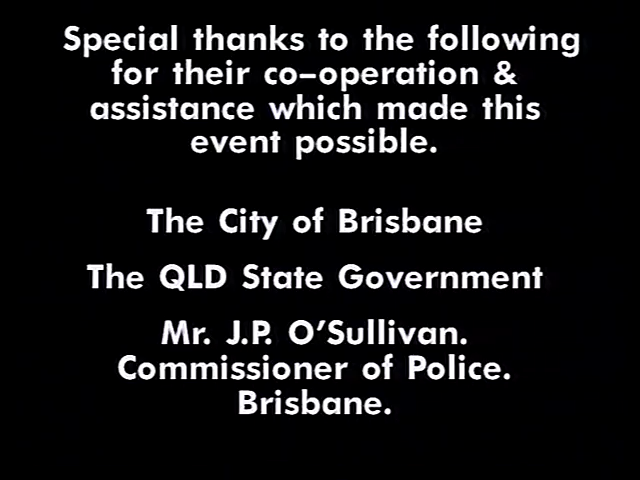 Special thanks to the following
for their co-operation &
assistance which made this
event possible.
The City of Brisbane
The QLD State Government
Mr. J.P. O'Sullivan.
Commissioner of Police.
Brisbane.